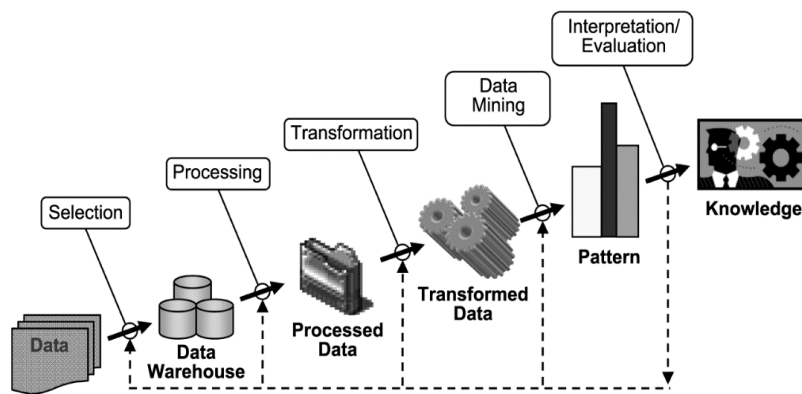 Interpretation/
Evaluation
Data
Mining
Transformation
Processing
Selection
Data
Data
Warehouse
Processed
Data
Transformed
Data
Pattern
Knowledge